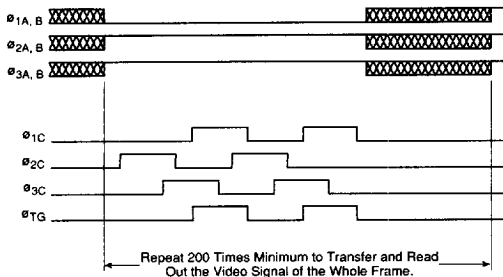 ø1A, B
ø2A, B
ø3A, B
ø1C
ø2C
ø3C
øTG
Repeat 200 Times Minimum to Transfer and Read
Out the Video Signal of the Whole Frame.